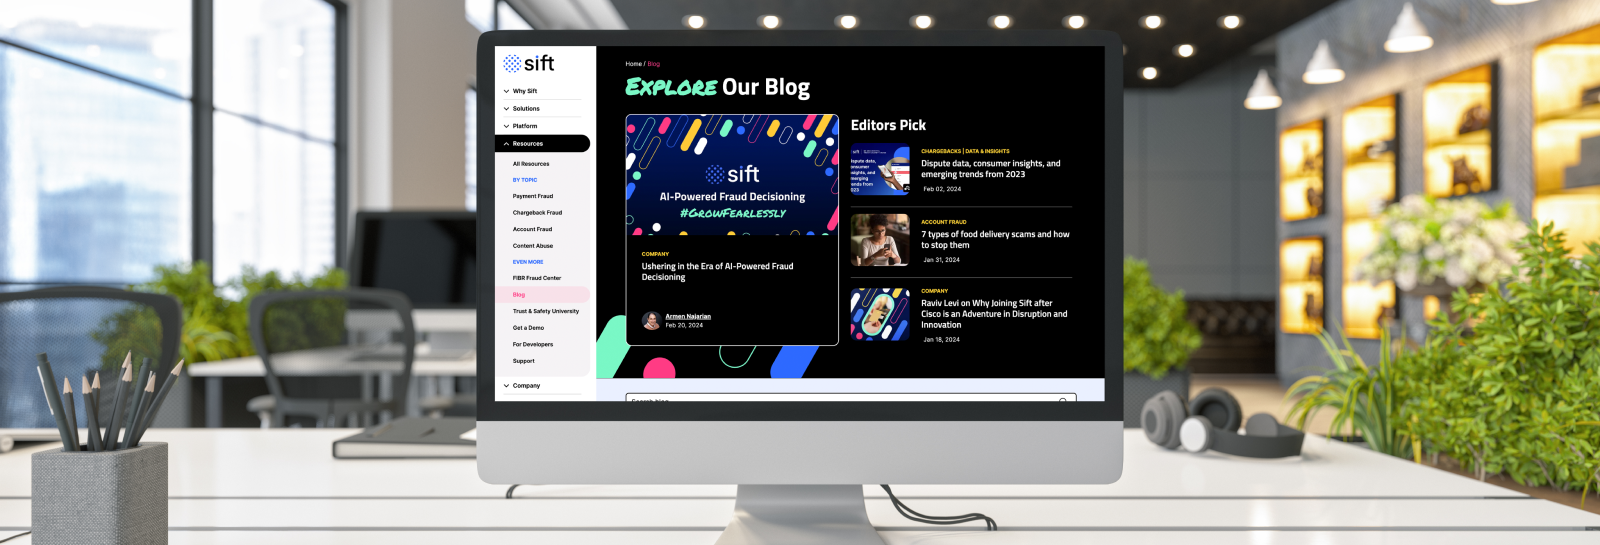 sift
Why Sift
Solutions
Platform
Resources
All Resources
BY TOPIC
Payment Fraud
Chargeback Fraud
Account Fraud
Content Abuse
EVEN MORE
FIBR Fraud Center
Blog
Trust & Safety University
Get a Demo
For Developers
Support
Company
Home / Blog
EXPLORE Our Blog
sift
AI-Powered Fraud Decisioning
#GROWFEARLESSLY
COMPANY
Ushering in the Era of AI-Powered Fraud
Decisioning
Armen Najarian
Feb 20, 2024
Editors Pick
CHARGEBACKS | DATA & INSIGHTS
Dispute data, consumer insights, and
emerging trends from 2023
Feb 02, 2024
ACCOUNT FRAUD
7 types of food delivery scams and how
to stop them
Jan 31, 2024
COMPANY
Raviv Levi on Why Joining Sift after
Cisco is an Adventure in Disruption and
Innovation
Jan 18, 2024
Search blog